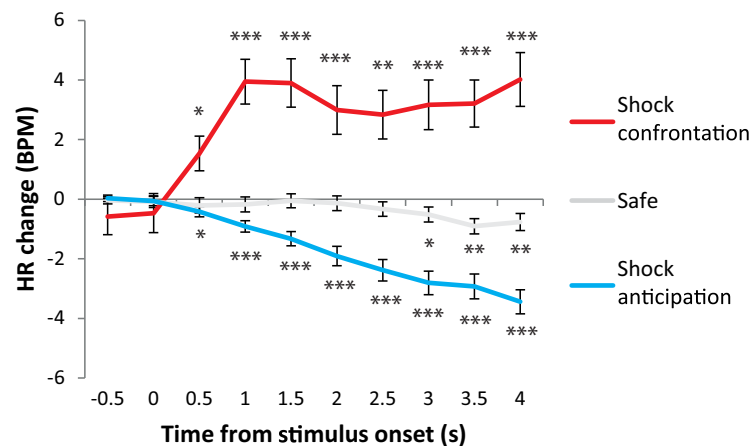 6
4
2
0
-2
-4
-6
HR change (BPM)
* *** *** *** ** *** *** ***
* ** **
* *** *** *** *** *** *** ***
-0.5 0 0.5 1 1.5 2 2.5 3 3.5 4
Time from stimulus onset (s)
Shock
confrontation
Safe
Shock
anticipation